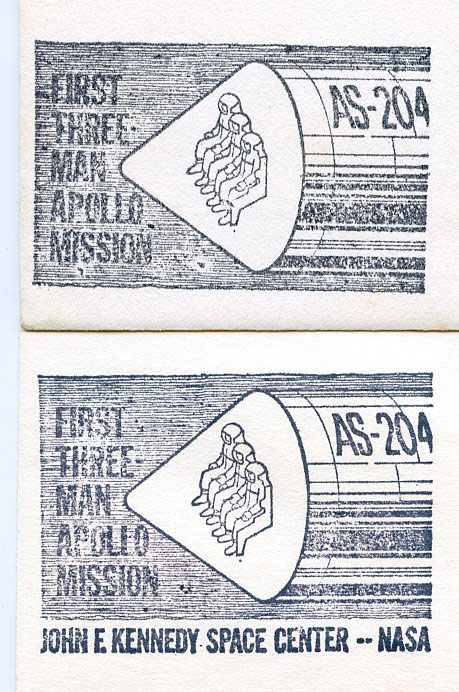 FIRST
THREE-
MAN
APOLLO
MISSION
AS-204
FIRST
THREE-
MAN
APOLLO
MISSION
AS-204
JOHN F. KENNEDY SPACE CENTER -- NASA